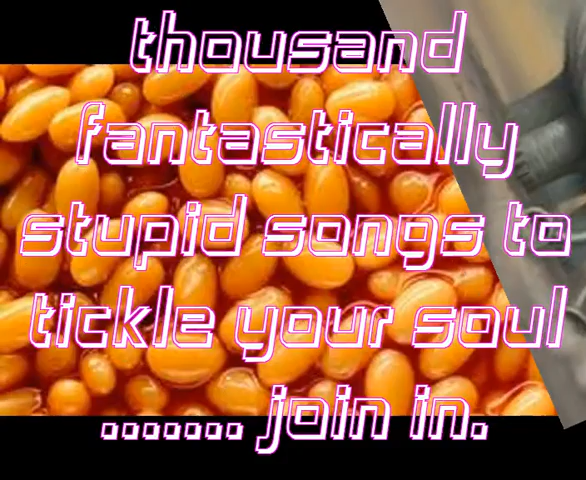 thousand
fantastically
stupid songs to
tickle your soul
....... join in.